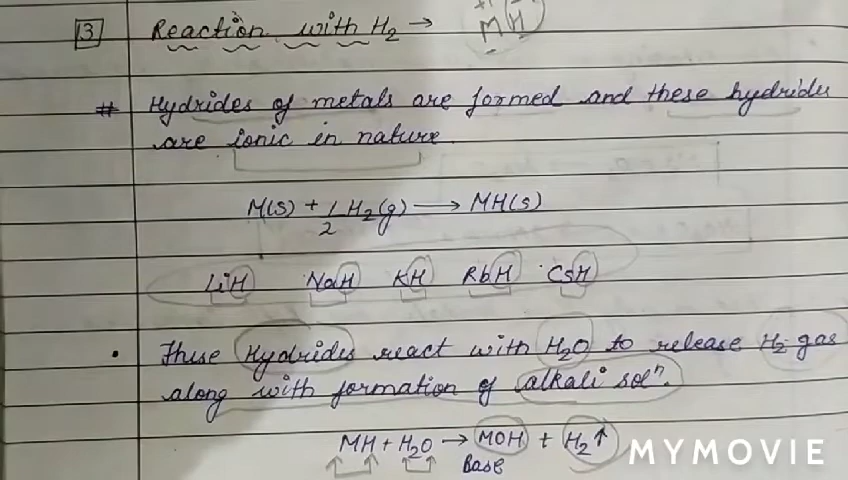 3 Reaction with H₂ → +1 MH
# Hydrides of metals are formed and these hydrides
are ionic in nature.
M(s) + 1/2 H₂(g) → MH(s)
LiH NaH KH RbH CsH
• These Hydrides react with H₂O to release H₂ gas
along with formation of alkali solⁿ.
MH + H₂O → MOH + H₂↑
Base
MYMOVIE